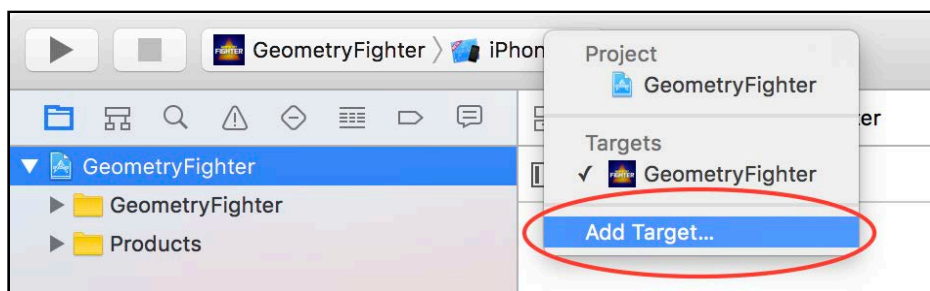 GeometryFighter
iPhon
Project
GeometryFighter
er
Targets
GeometryFighter
Add Target...
GeometryFighter
GeometryFighter
Products